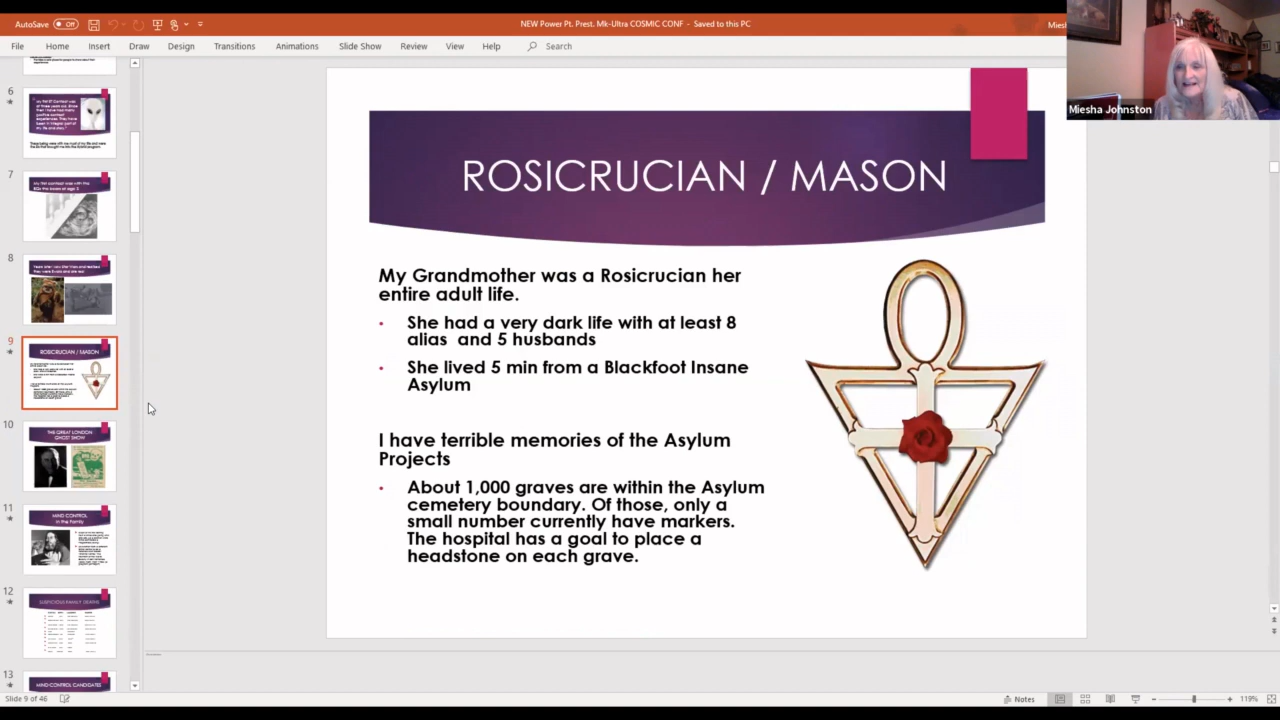 AutoSave Off
NEW Power Pt. Prest. Mk-Ultra COSMIC CONF - Saved to this PC
Mies
File Home Insert Draw Design Transitions Animations Slide Show Review View Help Search
Miesha Johnston
6
7
8
9
ROSICRUCIAN / MASON
10
THE GREAT LONDON
GHOST SHOW
11
MIND CONTROL
in the Family
12
SUSPICIOUS FAMILY DEATHS
13
MIND-CONTROL CANDIDATES
ROSICRUCIAN / MASON
My Grandmother was a Rosicrucian her
entire adult life.
• She had a very dark life with at least 8
alias and 5 husbands
• She lived 5 min from a Blackfoot Insane
Asylum
I have terrible memories of the Asylum
Projects
• About 1,000 graves are within the Asylum
cemetery boundary. Of those, only a
small number currently have markers.
The hospital has a goal to place a
headstone on each grave.
Slide 9 of 46
Notes
119%